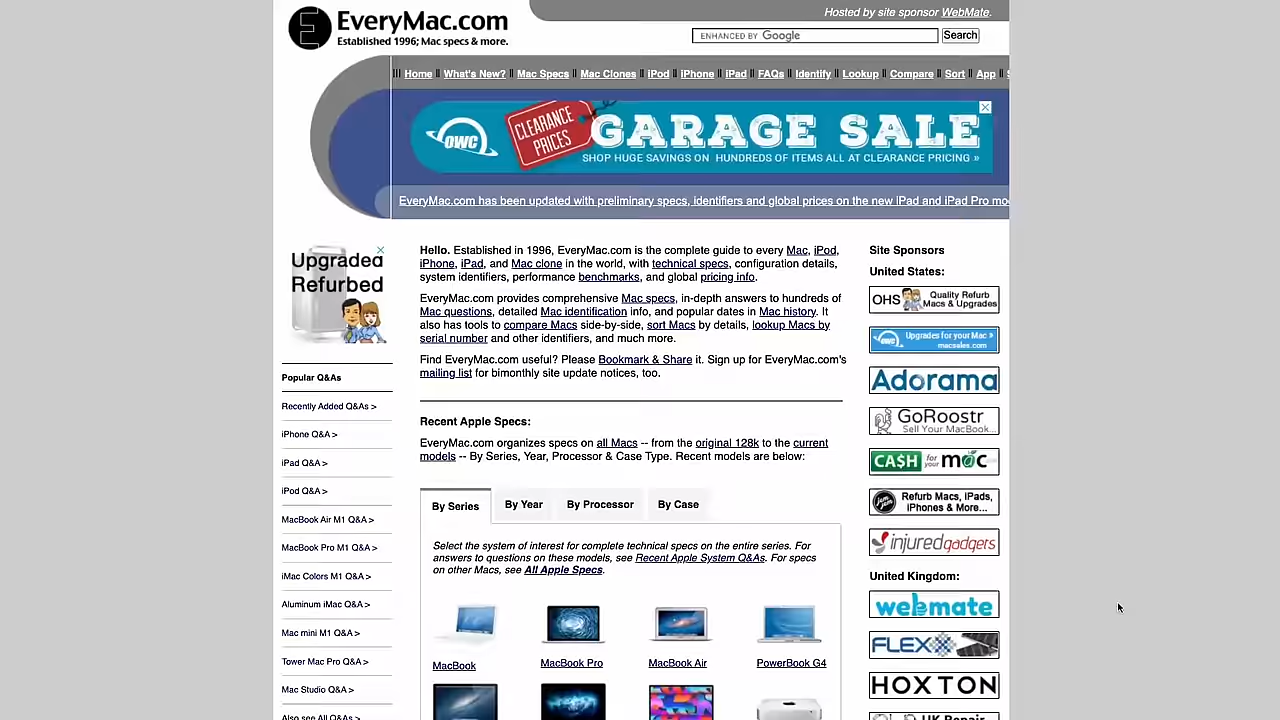 EveryMac.com
Established 1996; Mac specs & more.
Hosted by site sponsor WebMate.
ENHANCED BY Google
Search
Home
What's New?
Mac Specs
Mac Clones
iPod
iPhone
iPad
FAQs
Identify
Lookup
Compare
Sort
App
OWC
CLEARANCE
PRICES
GARAGE SALE
SHOP HUGE SAVINGS ON HUNDREDS OF ITEMS ALL AT CLEARANCE PRICING »
EveryMac.com has been updated with preliminary specs, identifiers and global prices on the new iPad and iPad Pro mo
Upgraded
Refurbed
Popular Q&As
Recently Added Q&As >
iPhone Q&A >
iPad Q&A >
iPod Q&A >
MacBook Air M1 Q&A >
MacBook Pro M1 Q&A >
iMac Colors M1 Q&A >
Aluminum iMac Q&A >
Mac mini M1 Q&A >
Tower Mac Pro Q&A >
Mac Studio Q&A >
Also see All Q&As >
Hello. Established in 1996, EveryMac.com is the complete guide to every Mac, iPod,
iPhone, iPad, and Mac clone in the world, with technical specs, configuration details,
system identifiers, performance benchmarks, and global pricing info.
EveryMac.com provides comprehensive Mac specs, in-depth answers to hundreds of
Mac questions, detailed Mac identification info, and popular dates in Mac history. It
also has tools to compare Macs side-by-side, sort Macs by details, lookup Macs by
serial number and other identifiers, and much more.
Find EveryMac.com useful? Please Bookmark & Share it. Sign up for EveryMac.com's
mailing list for bimonthly site update notices, too.
Recent Apple Specs:
EveryMac.com organizes specs on all Macs -- from the original 128k to the current
models -- By Series, Year, Processor & Case Type. Recent models are below:
By Series
By Year
By Processor
By Case
Select the system of interest for complete technical specs on the entire series. For
answers to questions on these models, see Recent Apple System Q&As. For specs
on other Macs, see All Apple Specs.
MacBook
MacBook Pro
MacBook Air
PowerBook G4
Site Sponsors
United States:
OHS
Quality Refurb
Macs & Upgrades
OWC
Upgrades for your Mac »
macsales.com
Adorama
GoRoostr
Sell Your MacBook...
CA$H for your mac
Refurb Macs, iPads,
iPhones & More...
injuredgadgets
United Kingdom:
webmate
FLEX
HOXTON
UK Repair